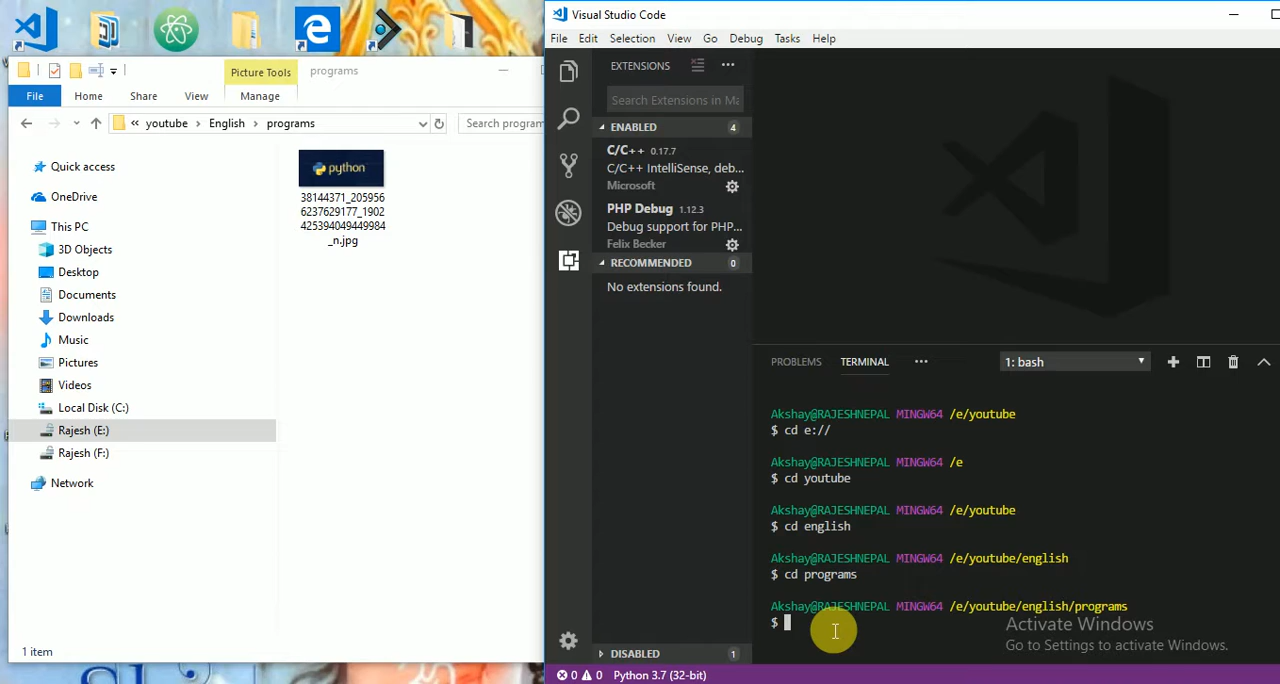 programs
Picture Tools
File
Home
Share
View
Manage
« youtube > English > programs
Search program
Quick access
OneDrive
This PC
3D Objects
Desktop
Documents
Downloads
Music
Pictures
Videos
Local Disk (C:)
Rajesh (E:)
Rajesh (F:)
Network
python
38144371_205956
6237629177_1902
425394049449984
_n.jpg
1 item
Visual Studio Code
File Edit Selection View Go Debug Tasks Help
EXTENSIONS
Search Extensions in Ma
ENABLED 4
C/C++ 0.17.7
C/C++ IntelliSense, deb...
Microsoft
PHP Debug 1.12.3
Debug support for PHP...
Felix Becker
RECOMMENDED 0
No extensions found.
DISABLED 1
PROBLEMS TERMINAL ••• 1: bash
Akshay@RAJESHNEPAL MINGW64 /e/youtube
$ cd e://
Akshay@RAJESHNEPAL MINGW64 /e
$ cd youtube
Akshay@RAJESHNEPAL MINGW64 /e/youtube
$ cd english
Akshay@RAJESHNEPAL MINGW64 /e/youtube/english
$ cd programs
Akshay@RAJESHNEPAL MINGW64 /e/youtube/english/programs
$
Activate Windows
Go to Settings to activate Windows.
0 0 Python 3.7 (32-bit)